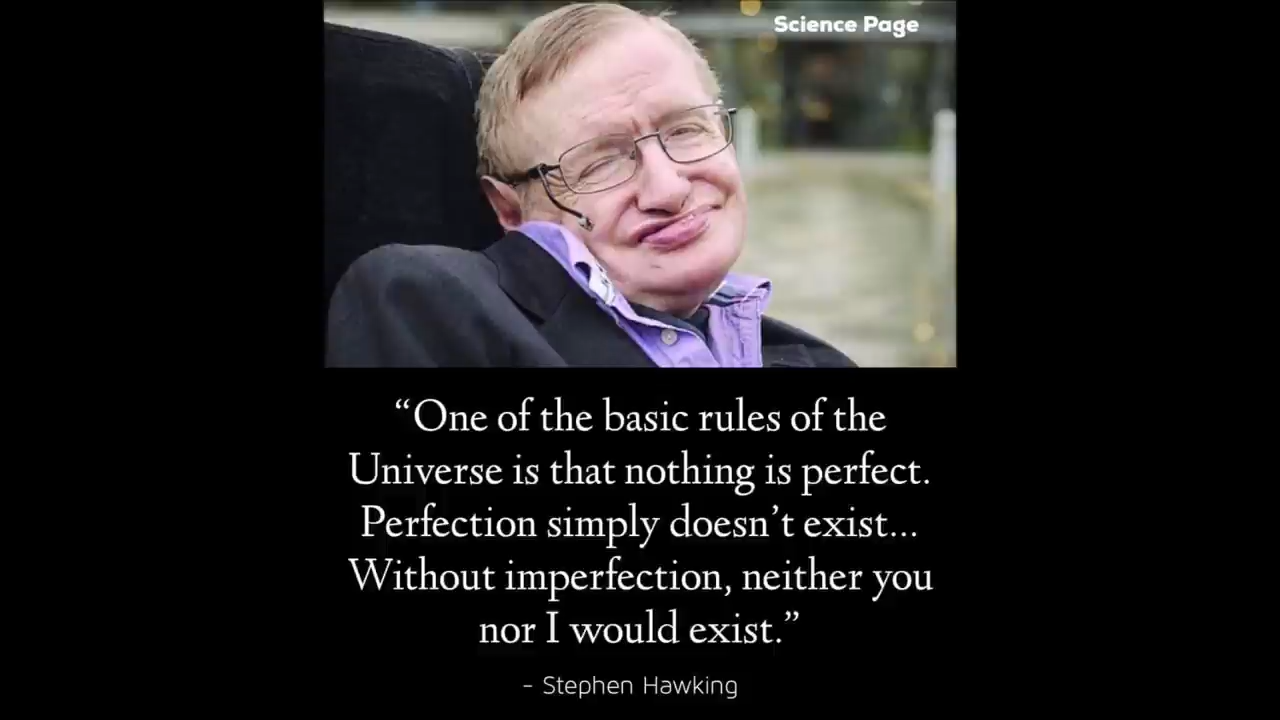 Science Page
“One of the basic rules of the
Universe is that nothing is perfect.
Perfection simply doesn’t exist...
Without imperfection, neither you
nor I would exist.”
- Stephen Hawking